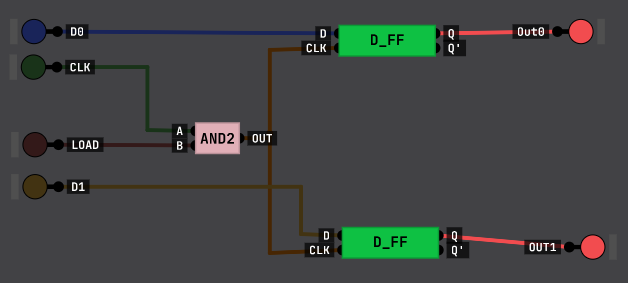 D0
D
CLK
D_FF
Q
Q'
Out0
CLK
A
B
AND2
OUT
LOAD
D1
D
CLK
D_FF
Q
Q'
OUT1